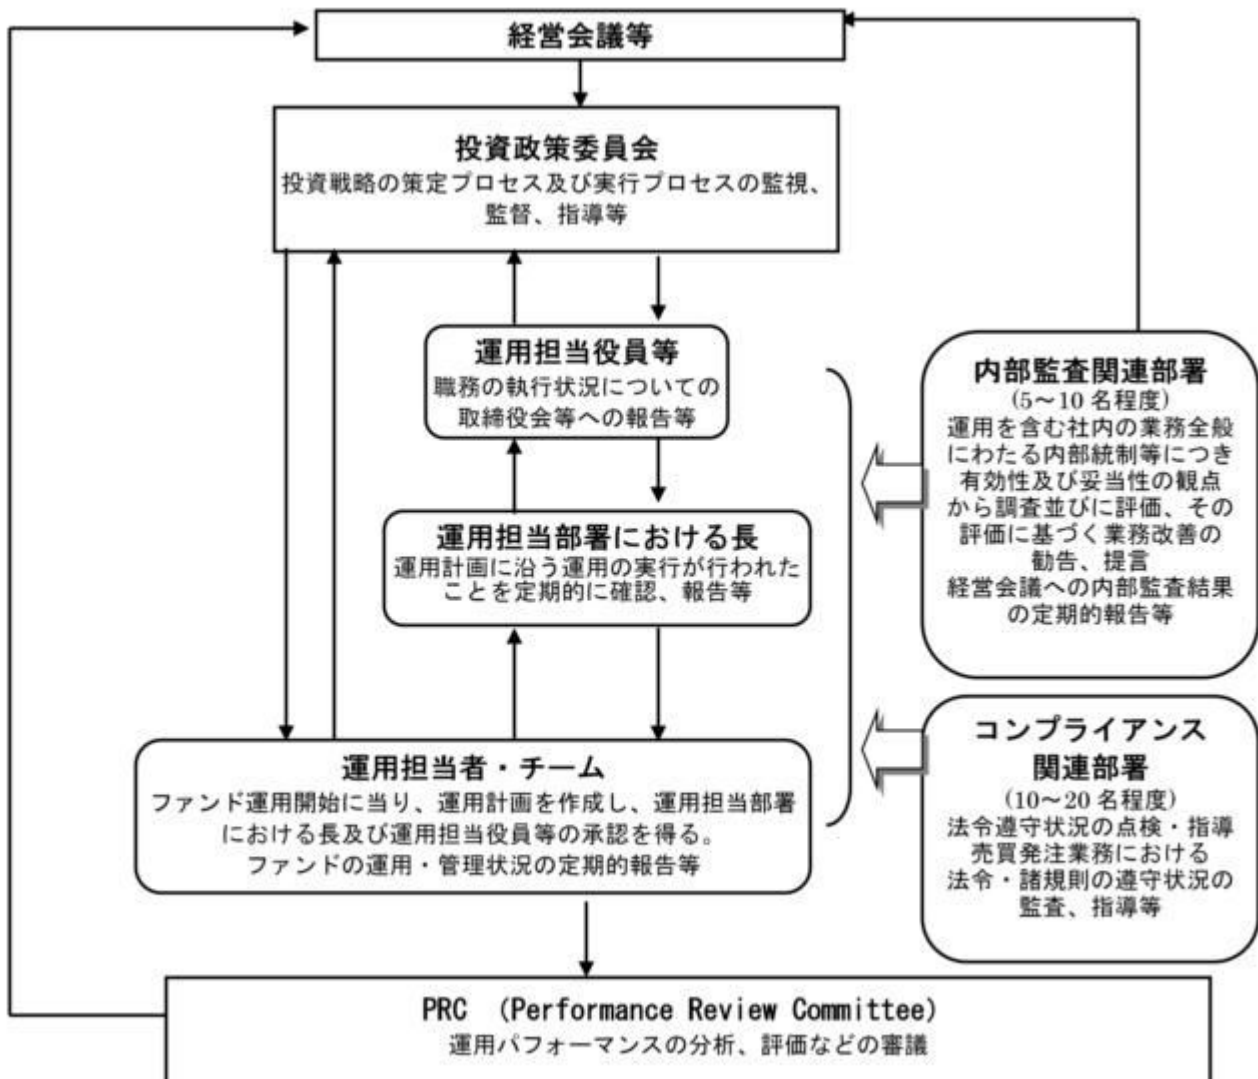 経営会議等
投資政策委員会
投資戦略の策定プロセス及び実行プロセスの監視、
監督、指導等
運用担当役員等
職務の執行状況についての
取締役会等への報告等
運用担当部署における長
運用計画に沿う運用の実行が行われた
ことを定期的に確認、報告等
運用担当者・チーム
ファンド運用開始に当り、運用計画を作成し、運用担当部署
における長及び運用担当役員等の承認を得る。
ファンドの運用・管理状況の定期的報告等
内部監査関連部署
(5～10 名程度)
運用を含む社内の業務全般
にわたる内部統制等につき
有効性及び妥当性の観点
から調査並びに評価、その
評価に基づく業務改善の
勧告、提言
経営会議への内部監査結果
の定期的報告等
コンプライアンス
関連部署
(10～20 名程度)
法令遵守状況の点検・指導
売買発注業務における
法令・諸規則の遵守状況の
監査、指導等
PRC （Performance Review Committee）
運用パフォーマンスの分析、評価などの審議